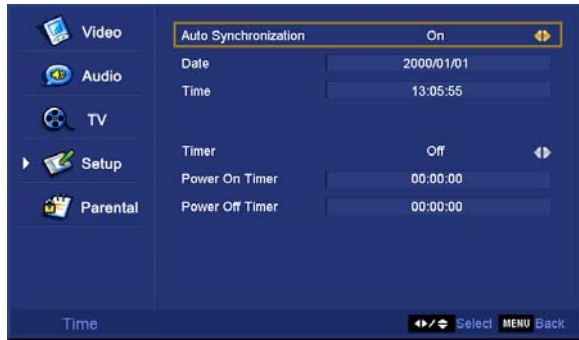 Video
Audio
TV
Setup
Parental
Auto Synchronization On
Date 2000/01/01
Time 13:05:55
Timer Off
Power On Timer 00:00:00
Power Off Timer 00:00:00
Time
/ Select MENU Back